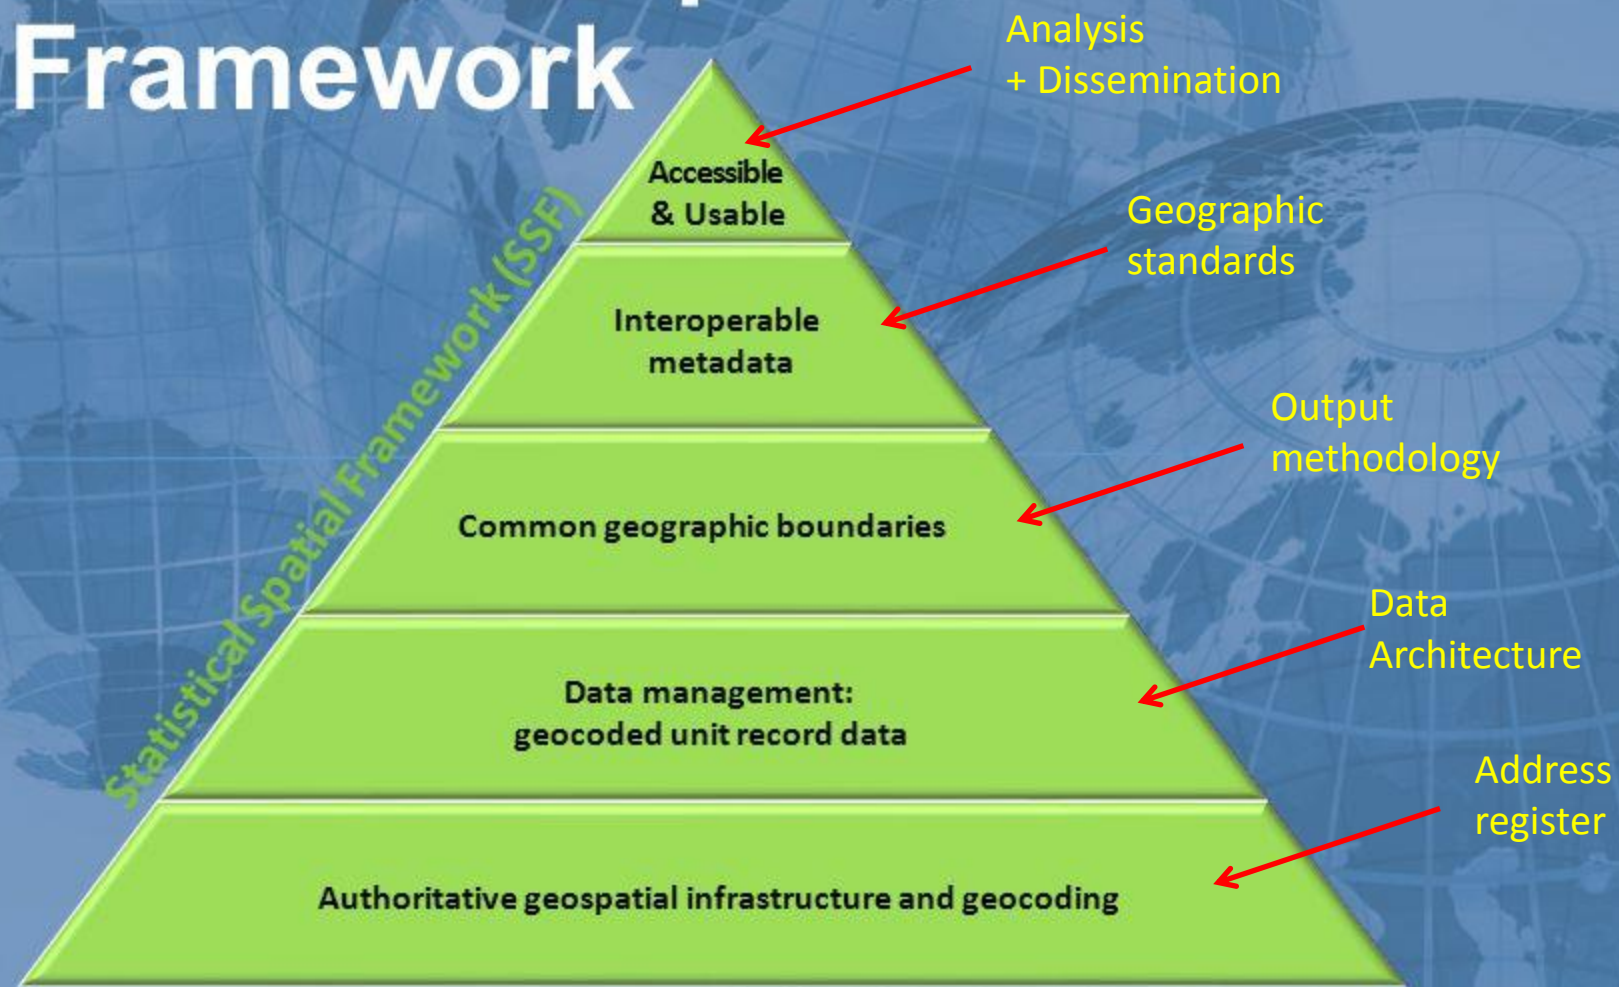 Framework
Analysis
+ Dissemination
Accessible
& Usable
Geographic
standards
Statistical Spatial Framework (SSF)
Interoperable
metadata
Output
methodology
Common geographic boundaries
Data
Architecture
Data management:
geocoded unit record data
Address
register
Authoritative geospatial infrastructure and geocoding